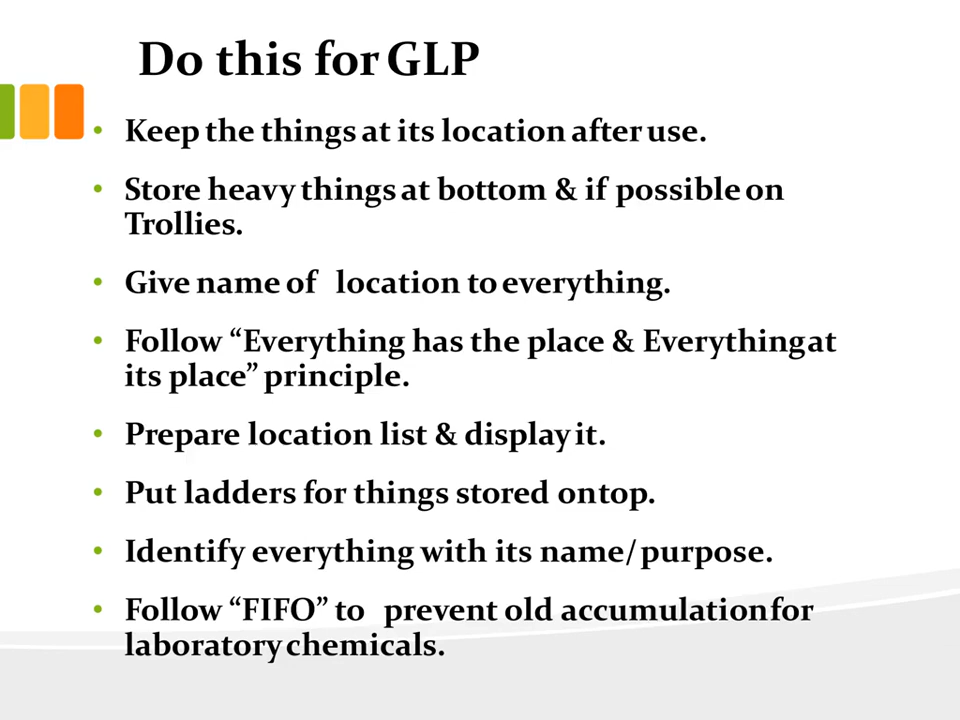 Do this for GLP
• Keep the things at its location after use.
• Store heavy things at bottom & if possible on
Trollies.
• Give name of location to everything.
• Follow “Everything has the place & Everything at
its place” principle.
• Prepare location list & display it.
• Put ladders for things stored on top.
• Identify everything with its name/ purpose.
• Follow “FIFO” to prevent old accumulation for
laboratory chemicals.